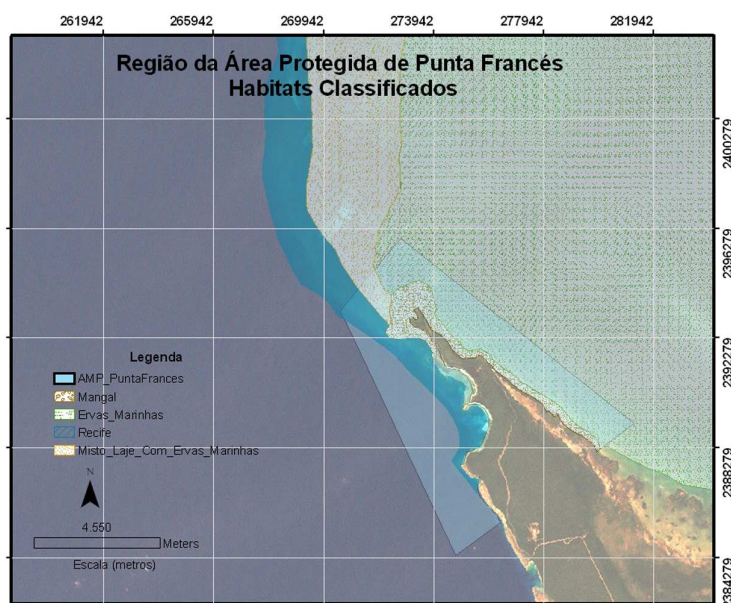 261942 265942 269942 273942 277942 281942
Região da Área Protegida de Punta Francés
Habitats Classificados
2400279
2396279
2392279
2388279
2384279
Legenda
AMP_PuntaFrances
Mangal
Ervas_Marinhas
Recife
Misto_Laje_Com_Ervas_Marinhas
N
4.550
Meters
Escala (metros)